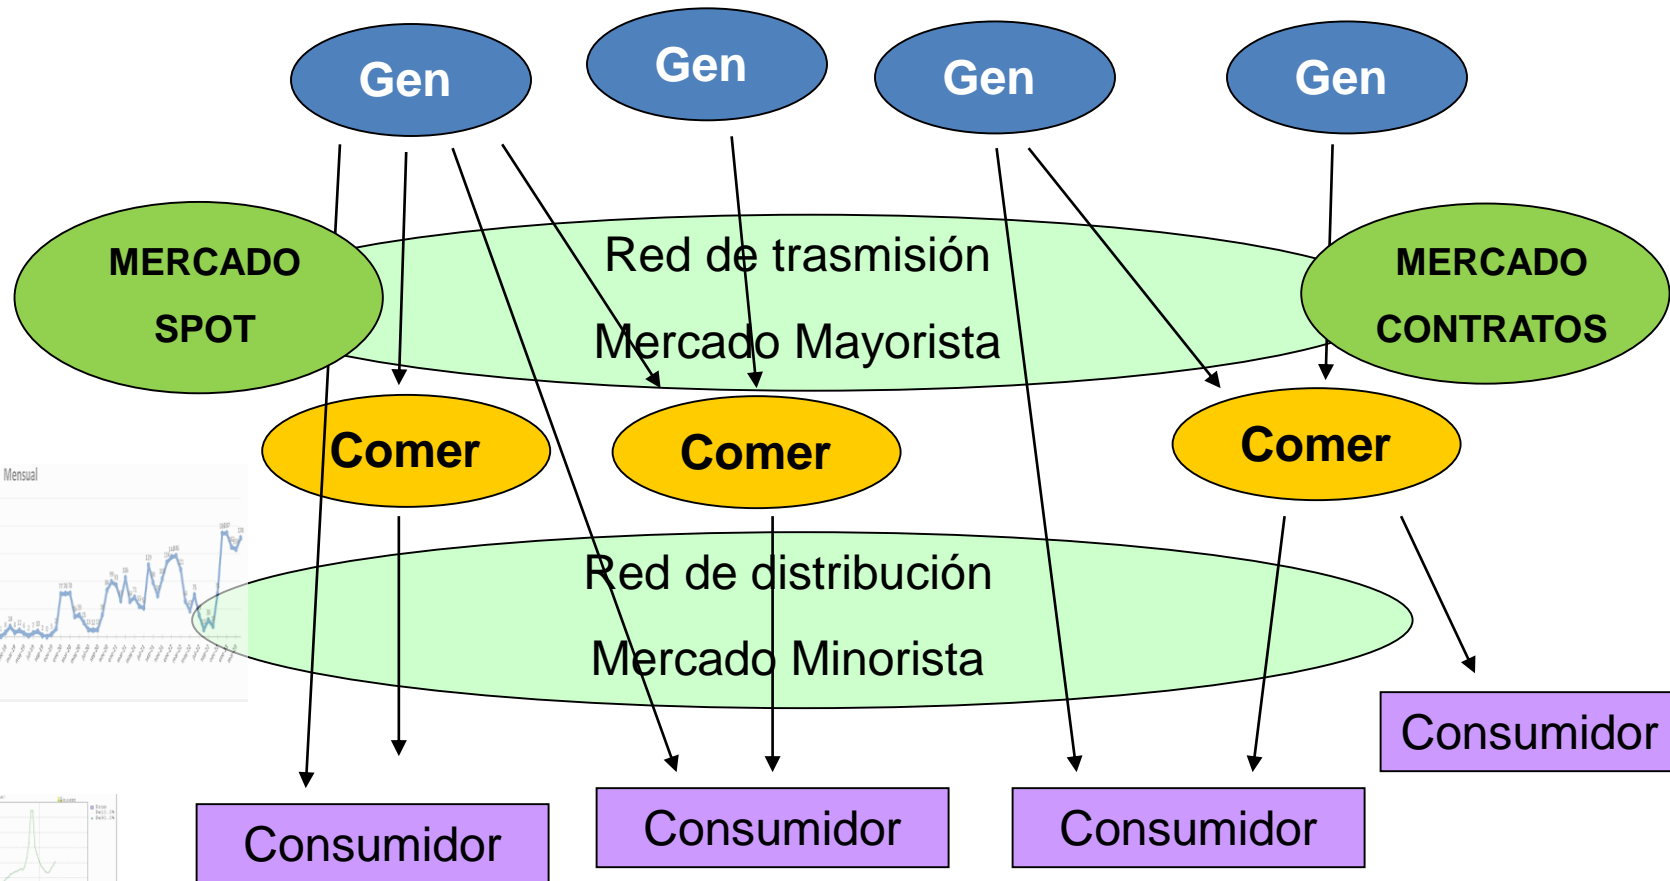 Gen
Gen
Gen
Gen
MERCADO
SPOT
Red de trasmisión
Mercado Mayorista
MERCADO
CONTRATOS
Comer
Comer
Comer
Mensual
Red de distribución
Mercado Minorista
Consumidor
Consumidor
Consumidor
Consumidor